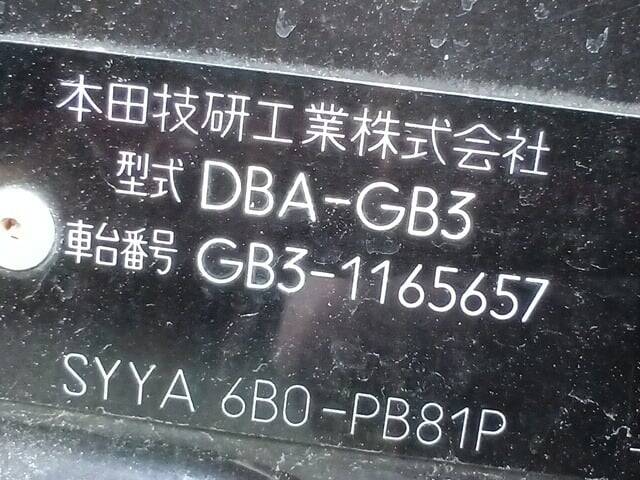 本田技研工業株式会社
型式 DBA-GB3
車台番号 GB3-1165657
SYYA 6B0-PB81P